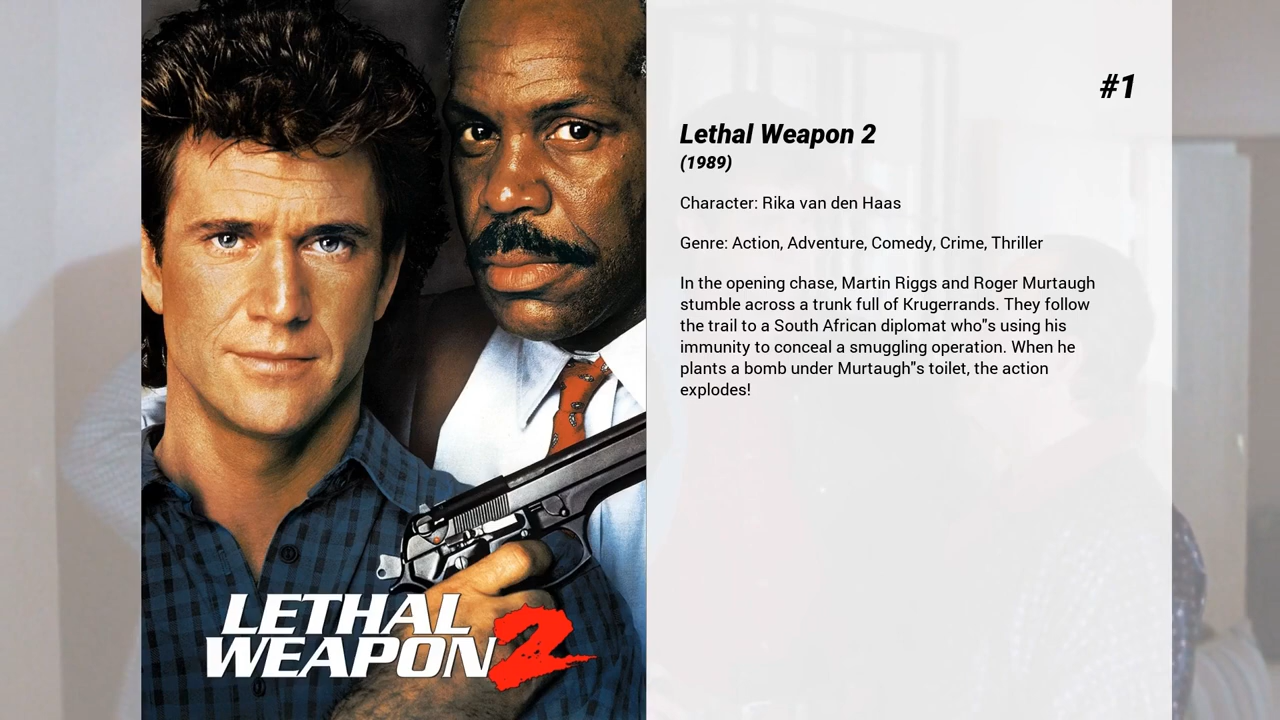 #1
Lethal Weapon 2
(1989)
Character: Rika van den Haas
Genre: Action, Adventure, Comedy, Crime, Thriller
In the opening chase, Martin Riggs and Roger Murtaugh
stumble across a trunk full of Krugerrands. They follow
the trail to a South African diplomat who"s using his
immunity to conceal a smuggling operation. When he
plants a bomb under Murtaugh"s toilet, the action
explodes!
LETHAL
WEAPON 2